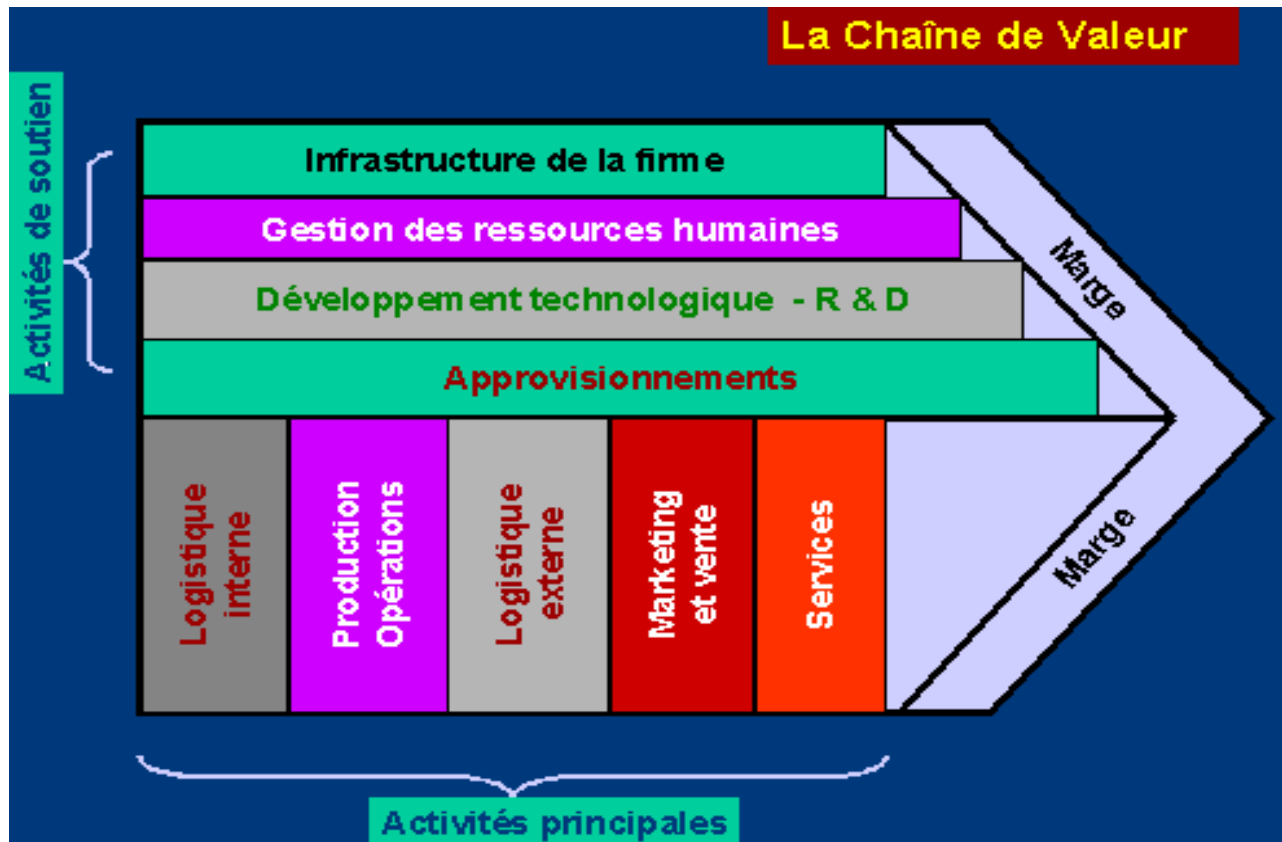 La Chaîne de Valeur
Activités de soutien
Infrastructure de la firme
Gestion des ressources humaines
Développement technologique - R & D
Approvisionnements
Marge
Logistique
interne
Production
Opérations
Logistique
externe
Marketing
et vente
Services
Marge
Activités principales